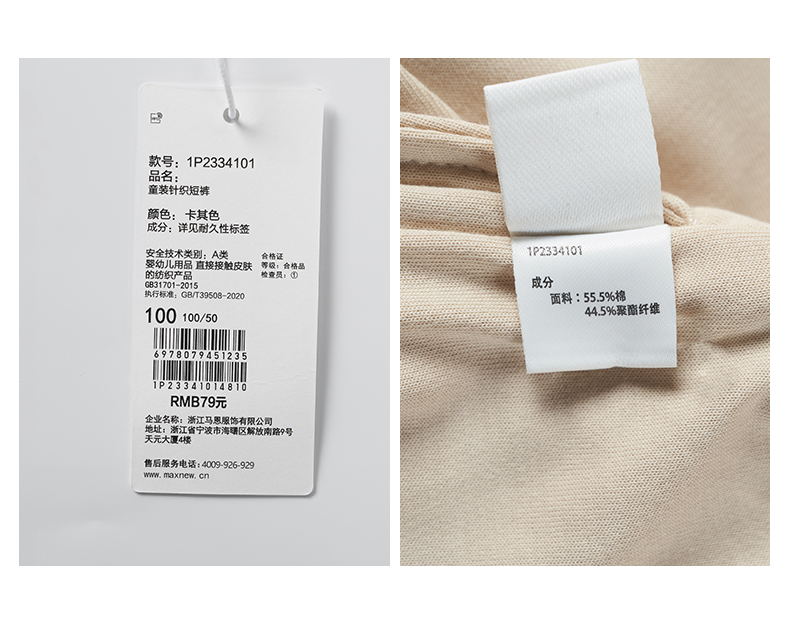 款号：1P2334101
品名：
童装针织短裤
颜色：卡其色
成分：详见耐久性标签
安全技术类别：A类
婴幼儿用品 直接接触皮肤
的纺织产品
GB31701-2015
执行标准：GB/T39508-2020
合格证
等级：合格品
检查员：①
100 100/50
6978079451235
1P23341014810
RMB79元
企业名称：浙江马恩服饰有限公司
地址：浙江省宁波市海曙区解放南路9号
天元大厦4楼
售后服务电话：4009-926-929
www.maxnew.cn
1P2334101
成分
面料：55.5%棉
44.5%聚酯纤维